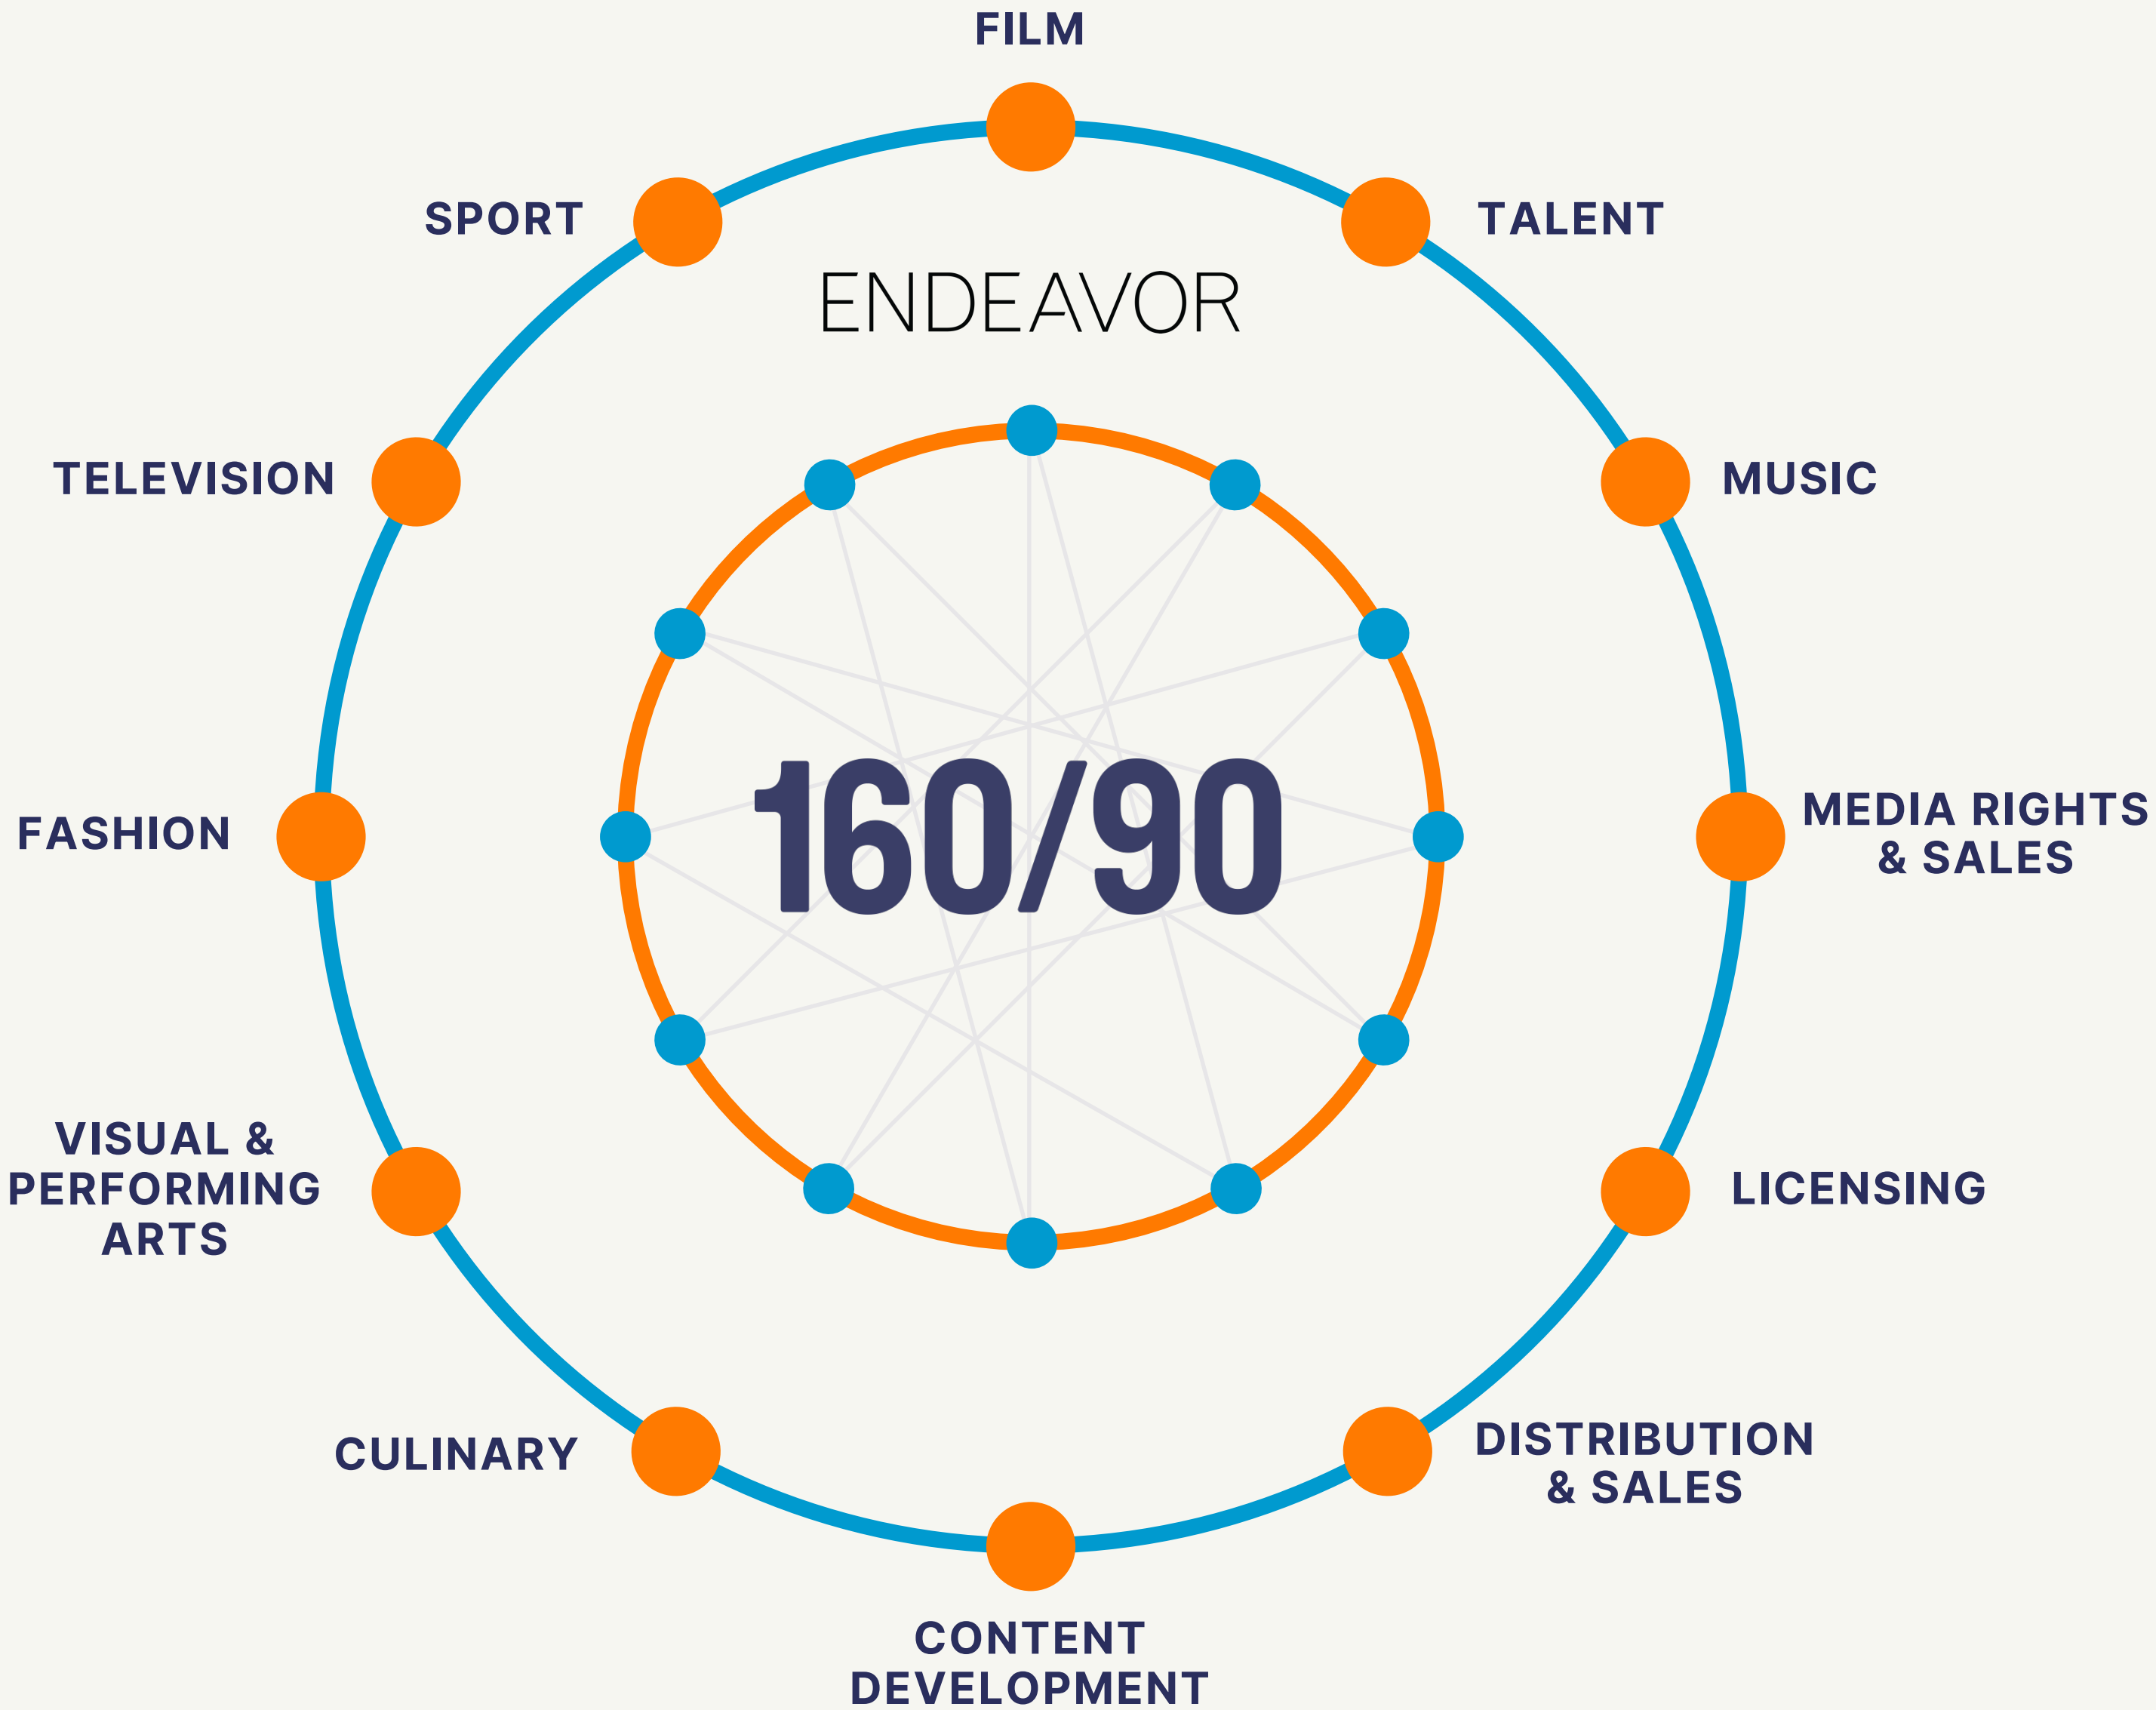 FILM
SPORT
TALENT
ENDEAVOR
TELEVISION
MUSIC
160/90
FASHION
MEDIA RIGHTS
& SALES
VISUAL &
PERFORMING
ARTS
LICENSING
CULINARY
DISTRIBUTION
& SALES
CONTENT
DEVELOPMENT